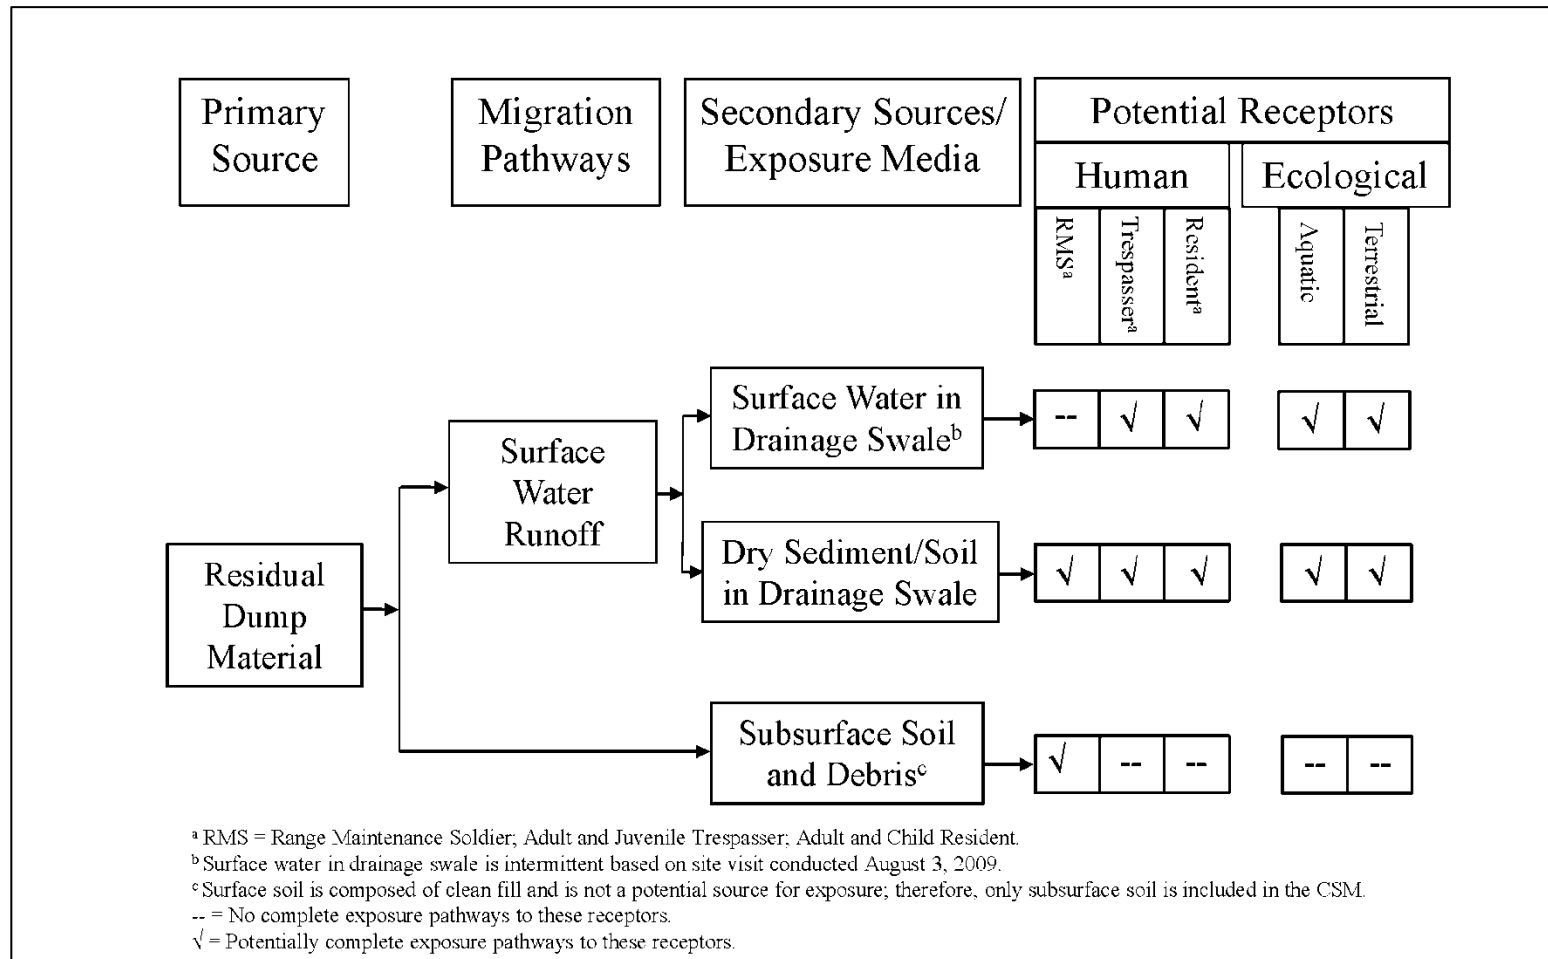 Primary
Source
Migration
Pathways
Secondary Sources/
Exposure Media
Potential Receptors
Human
Ecological
RMSᵃ
Trespasserᵃ
Residentᵃ
Aquatic
Terrestrial
Surface Water in
Drainage Swaleᵇ
-- √ √ √ √
Surface
Water
Runoff
Dry Sediment/Soil
in Drainage Swale
√ √ √ √ √
Residual
Dump
Material
Subsurface Soil
and Debrisᶜ
√ -- -- -- --
ᵃ RMS = Range Maintenance Soldier; Adult and Juvenile Trespasser; Adult and Child Resident.
ᵇ Surface water in drainage swale is intermittent based on site visit conducted August 3, 2009.
ᶜ Surface soil is composed of clean fill and is not a potential source for exposure; therefore, only subsurface soil is included in the CSM.
-- = No complete exposure pathways to these receptors.
√ = Potentially complete exposure pathways to these receptors.